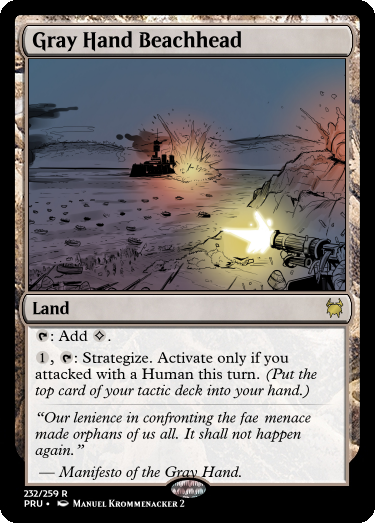 Gray Hand Beachhead
Land
: Add .
1, : Strategize. Activate only if you
attacked with a Human this turn. (Put the
top card of your tactic deck into your hand.)
“Our lenience in confronting the fae menace
made orphans of us all. It shall not happen
again.”
— Manifesto of the Gray Hand.
232/259 R
PRU • Manuel Krommenacker 2